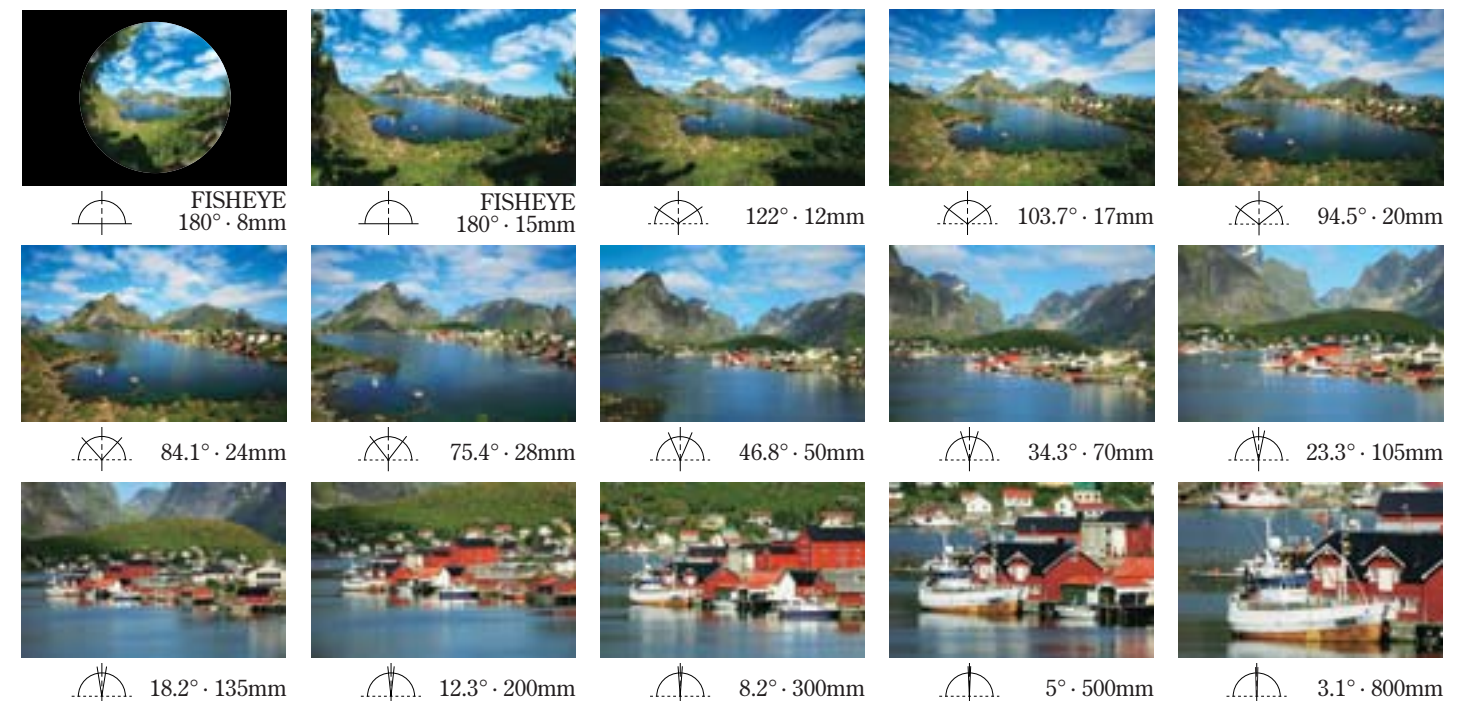 FISHEYE
180° · 8mm
FISHEYE
180° · 15mm
122° · 12mm
103.7° · 17mm
94.5° · 20mm
84.1° · 24mm
75.4° · 28mm
46.8° · 50mm
34.3° · 70mm
23.3° · 105mm
18.2° · 135mm
12.3° · 200mm
8.2° · 300mm
5° · 500mm
3.1° · 800mm